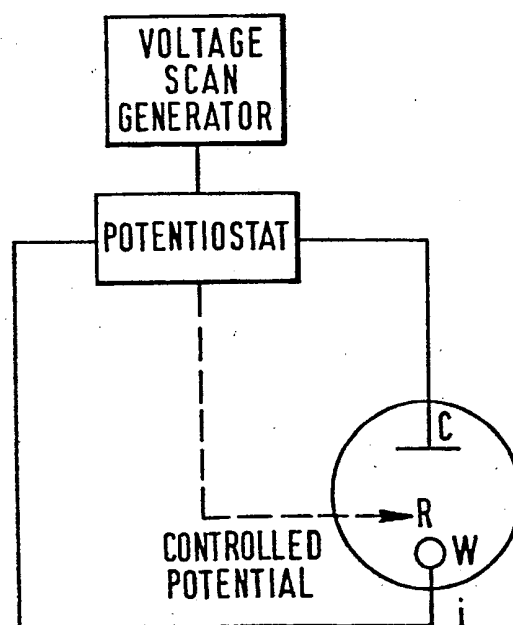 VOLTAGE
SCAN
GENERATOR
POTENTIOSTAT
C
R
CONTROLLED
POTENTIAL
W
i